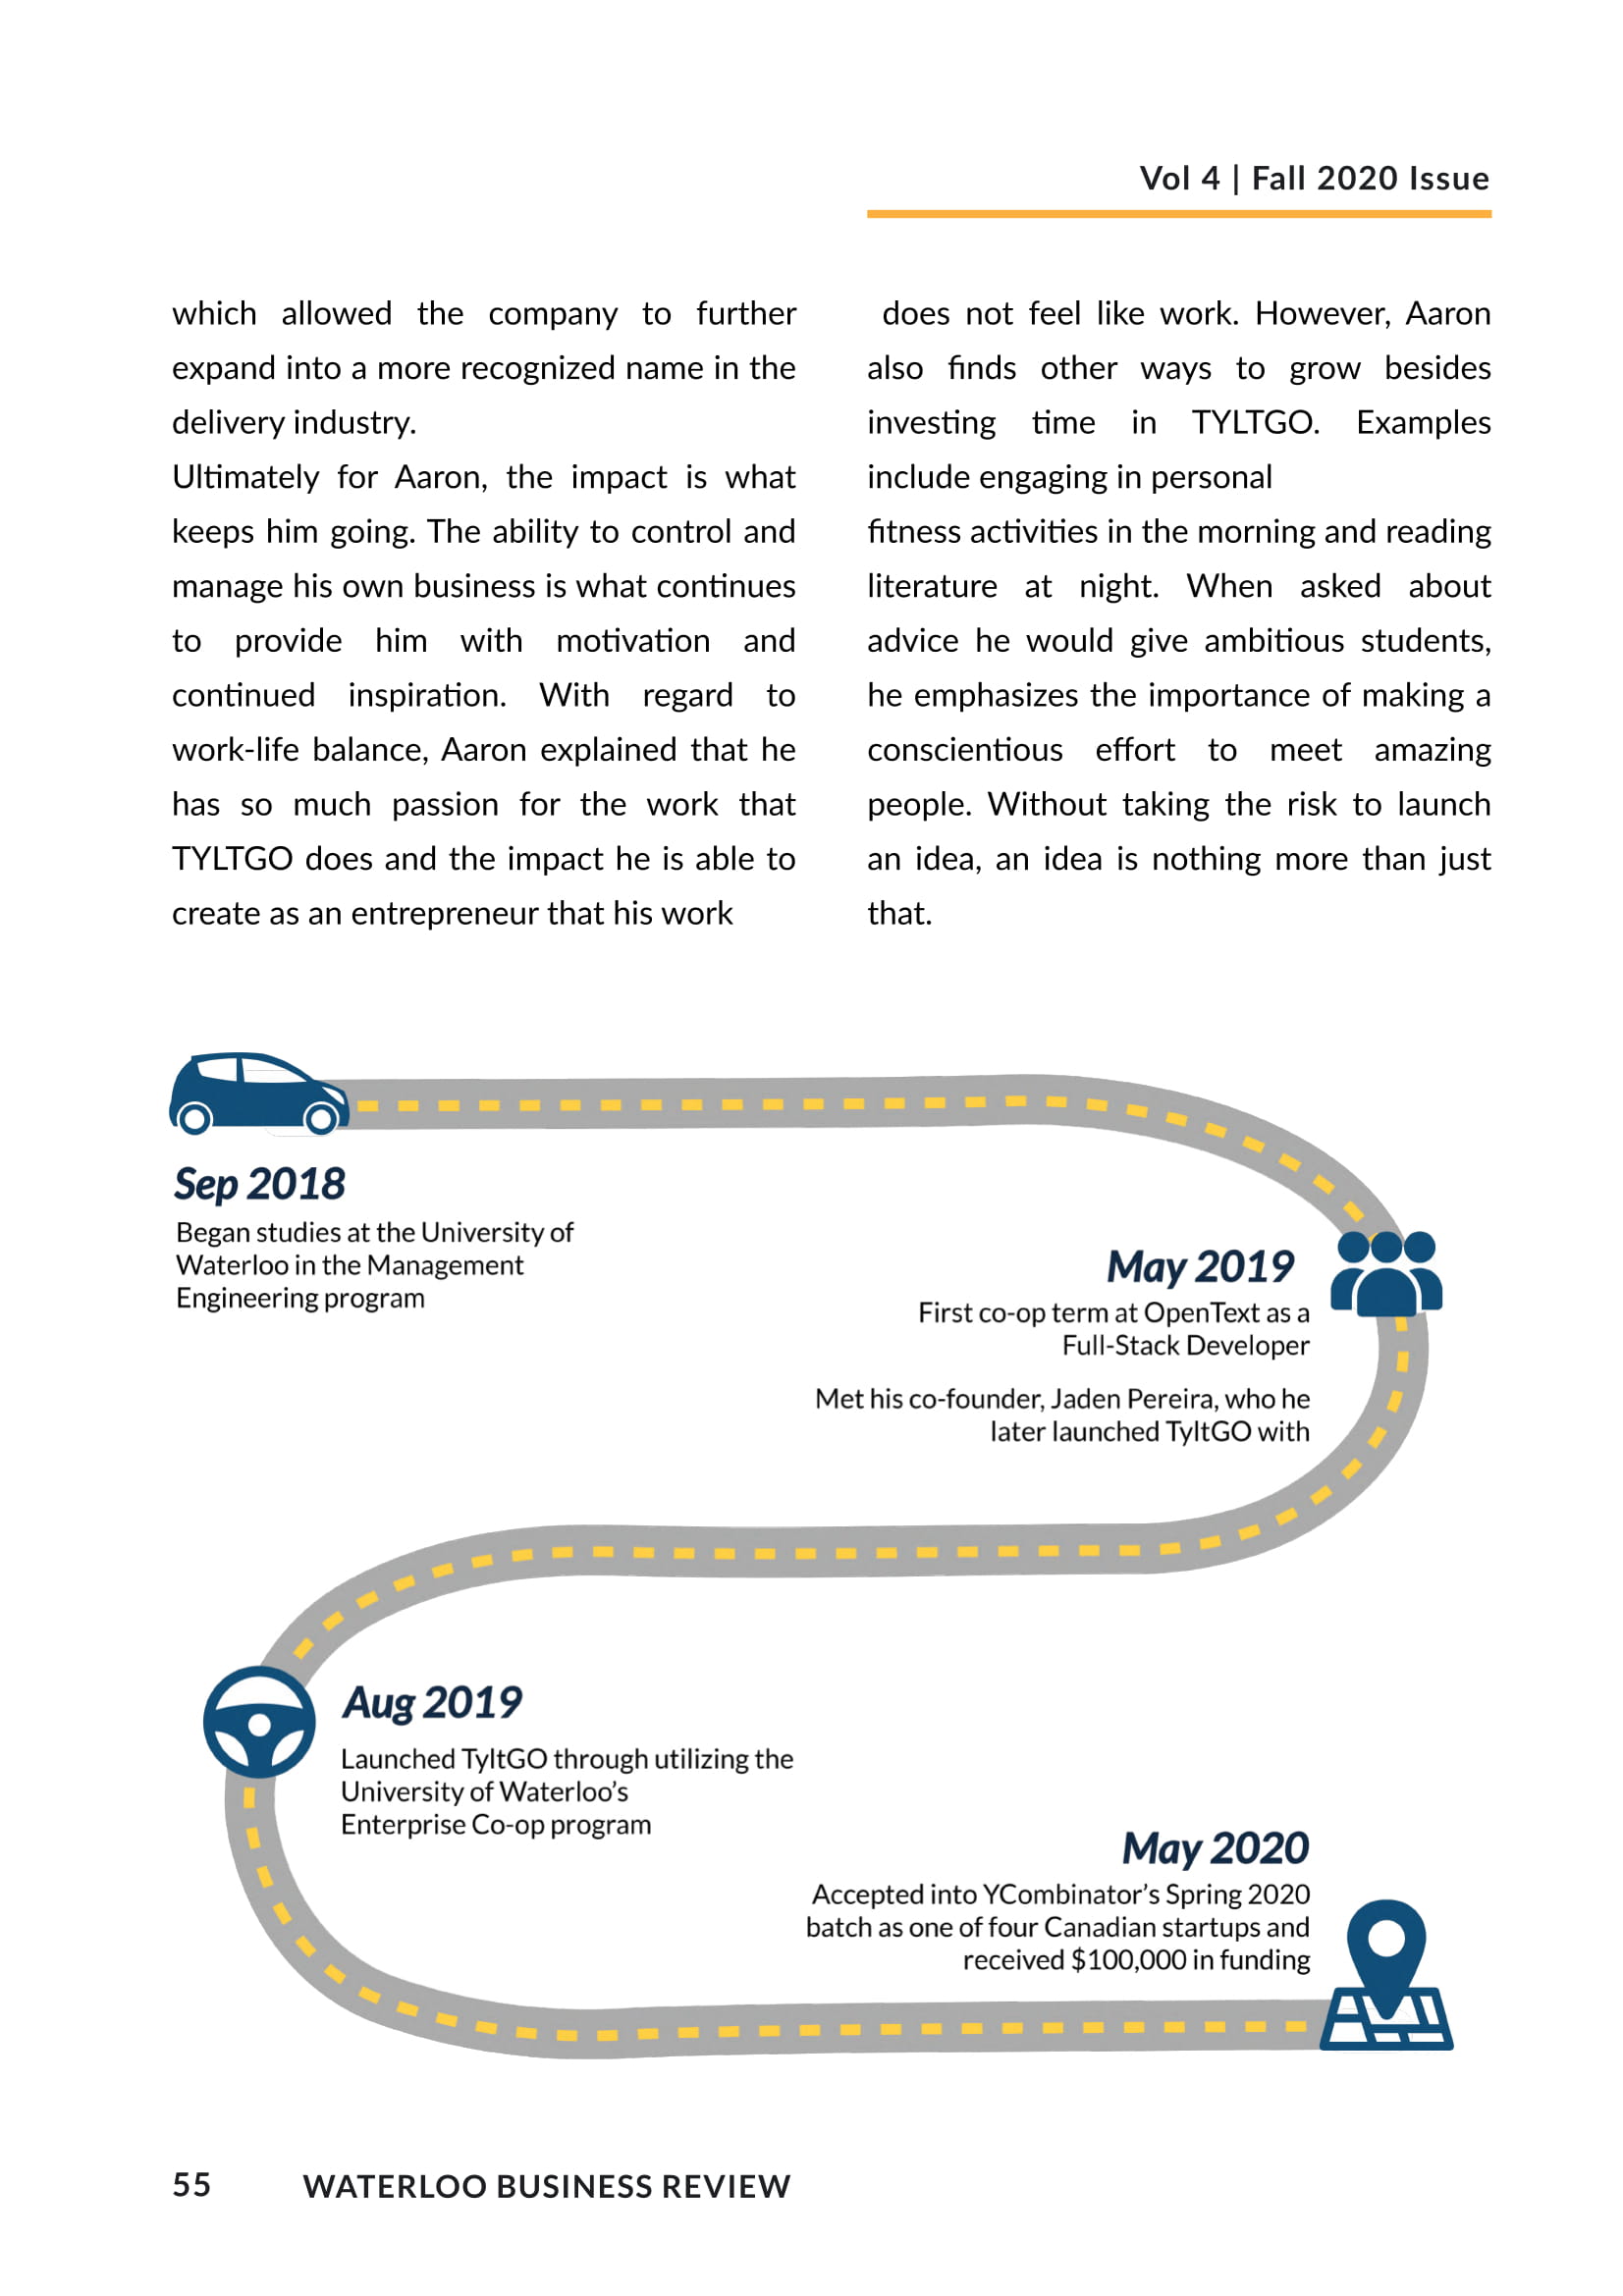 Vol 4 | Fall 2020 Issue
which allowed the company to further
expand into a more recognized name in the
delivery industry.
Ultimately for Aaron, the impact is what
keeps him going. The ability to control and
manage his own business is what continues
to provide him with motivation and
continued inspiration. With regard to
work-life balance, Aaron explained that he
has so much passion for the work that
TYLTGO does and the impact he is able to
create as an entrepreneur that his work
does not feel like work. However, Aaron
also finds other ways to grow besides
investing time in TYLTGO. Examples
include engaging in personal
fitness activities in the morning and reading
literature at night. When asked about
advice he would give ambitious students,
he emphasizes the importance of making a
conscientious effort to meet amazing
people. Without taking the risk to launch
an idea, an idea is nothing more than just
that.
Sep 2018
Began studies at the University of
Waterloo in the Management
Engineering program
May 2019
First co-op term at OpenText as a
Full-Stack Developer
Met his co-founder, Jaden Pereira, who he
later launched TyltGO with
Aug 2019
Launched TyltGO through utilizing the
University of Waterloo's
Enterprise Co-op program
May 2020
Accepted into YCombinator's Spring 2020
batch as one of four Canadian startups and
received $100,000 in funding
55 WATERLOO BUSINESS REVIEW